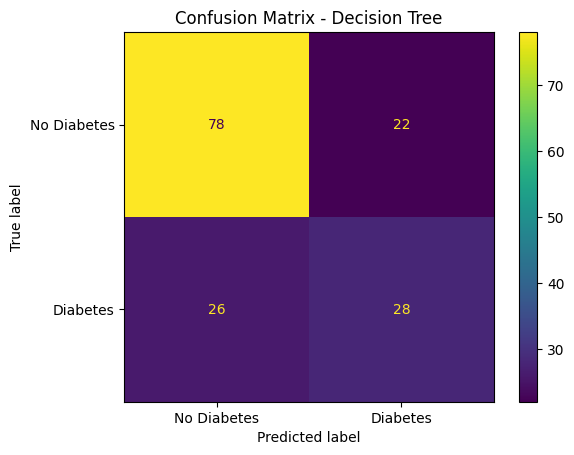 Confusion Matrix - Decision Tree
No Diabetes
78
22
Diabetes
26
28
No Diabetes
Diabetes
Predicted label
True label
70
60
50
40
30